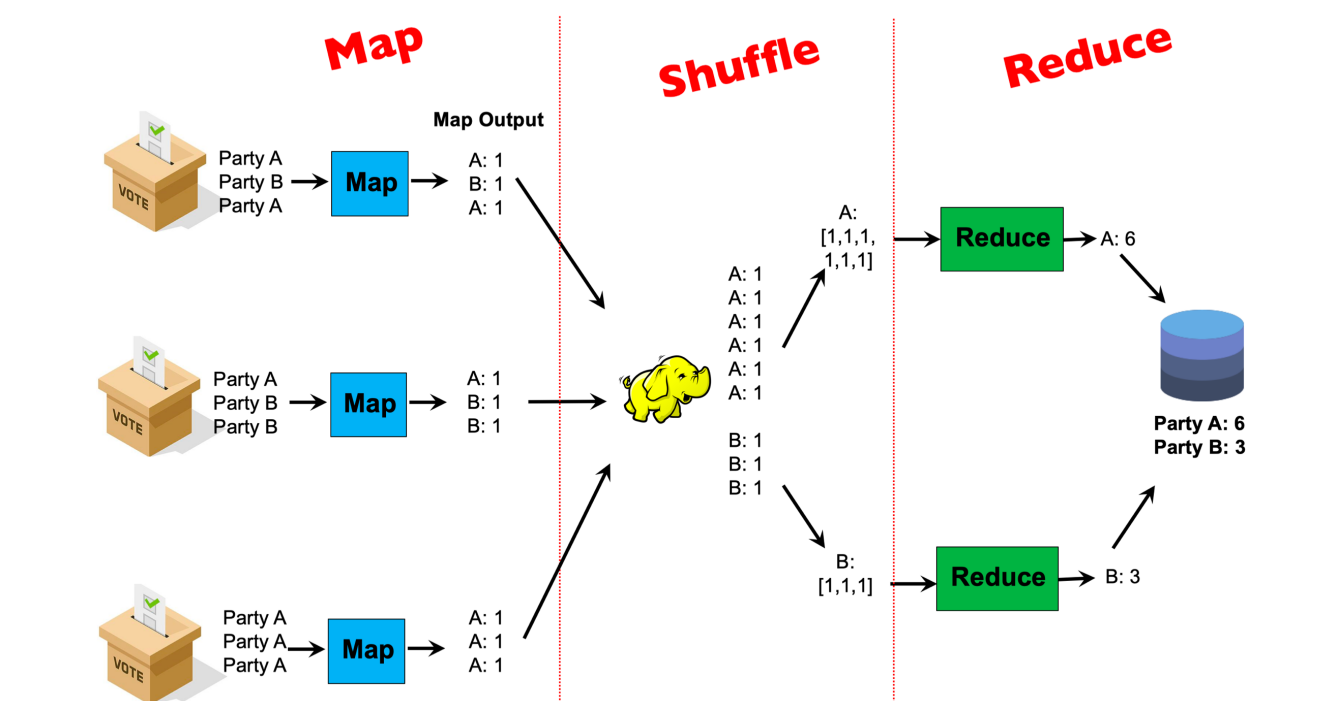 Map
Shuffle
Reduce
Map Output
VOTE
Party A
Party B
Party A
Map
A: 1
B: 1
A: 1
VOTE
Party A
Party B
Party B
Map
A: 1
B: 1
B: 1
VOTE
Party A
Party A
Party A
Map
A: 1
A: 1
A: 1
A: 1
A: 1
A: 1
A: 1
A: 1
A: 1
B: 1
B: 1
B: 1
A:
[1,1,1,
1,1,1]
B:
[1,1,1]
Reduce
A: 6
Reduce
B: 3
Party A: 6
Party B: 3